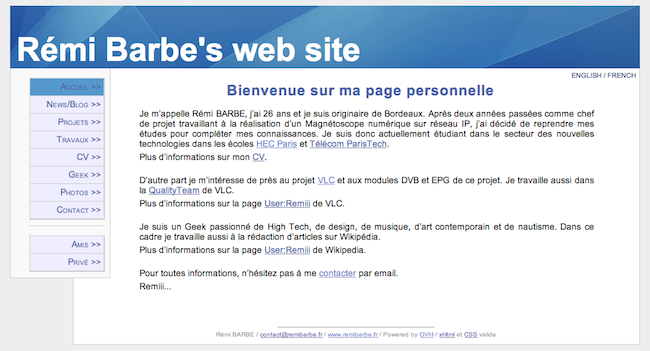 Rémi Barbe's web site
ENGLISH / FRENCH
Accueil >>
News/Blog >>
Projets >>
Travaux >>
CV >>
Geek >>
Photos >>
Contact >>
Amis >>
Privé >>
Bienvenue sur ma page personnelle
Je m'appelle Rémi BARBE, j'ai 26 ans et je suis originaire de Bordeaux. Après deux années passées comme chef
de projet travaillant à la réalisation d'un Magnétoscope numérique sur réseau IP, j'ai décidé de reprendre mes
études pour compléter mes connaissances. Je suis donc actuellement étudiant dans le secteur des nouvelles
technologies dans les écoles HEC Paris et Télécom ParisTech.
Plus d'informations sur mon CV.
D'autre part je m'intéresse de près au projet VLC et aux modules DVB et EPG de ce projet. Je travaille aussi dans
la QualityTeam de VLC.
Plus d'informations sur la page User:Remiii de VLC.
Je suis un Geek passionné de High Tech, de design, de musique, d'art contemporain et de nautisme. Dans ce
cadre je travaille aussi à la rédaction d'articles sur Wikipédia.
Plus d'informations sur la page User:Remiii de Wikipedia.
Pour toutes informations, n'hésitez pas à me contacter par email.
Remiii...
Rémi BARBE / contact@remibarbe.fr / www.remibarbe.fr / Powered by OVH / xHtml et CSS valide